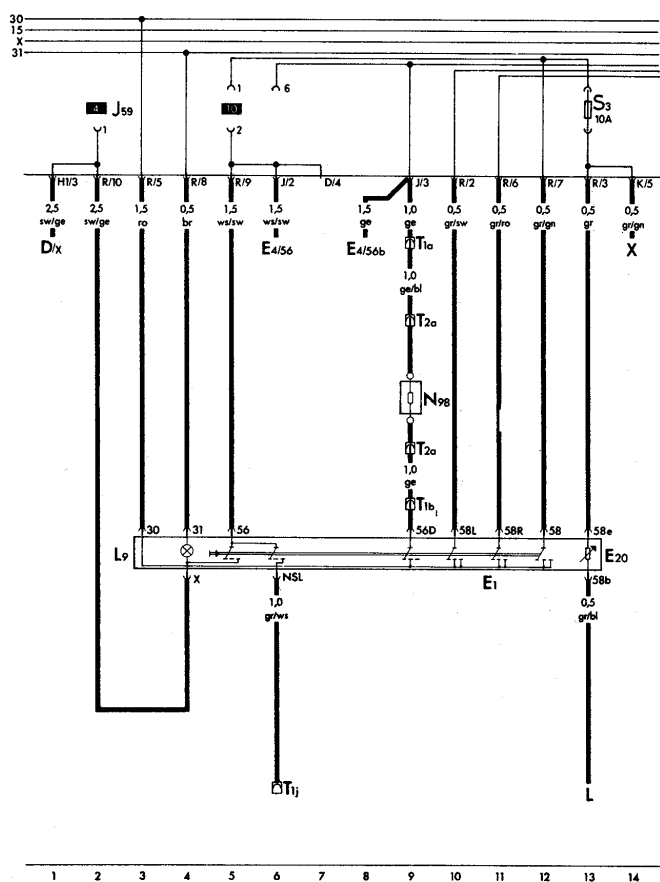 30
15
X
31
1 6
4 J59
10
S3
10A
1
2
H1/3 R/10 R/5 R/8 R/9 J/2 D/4 J/3 R/2 R/6 R/7 R/3 K/5
2,5 2,5 1,5 0,5 1,5 1,5 1,5 1,0 0,5 0,5 0,5 0,5 0,5
sw/ge sw/ge ro br ws/sw ws/sw ge ge gr/sw gr/ro gr/gn gr gr/gn
D/X E4/56 E4/56b X
T1a
1,0
ge/bl
T2a
N98
T2a
1,0
ge
T1b
30 31 56 56D 58L 58R 58 58e
L9 E20
X NSL E1 58b
1,0 0,5
gr/ws gr/bl
T1j L
1 2 3 4 5 6 7 8 9 10 11 12 13 14